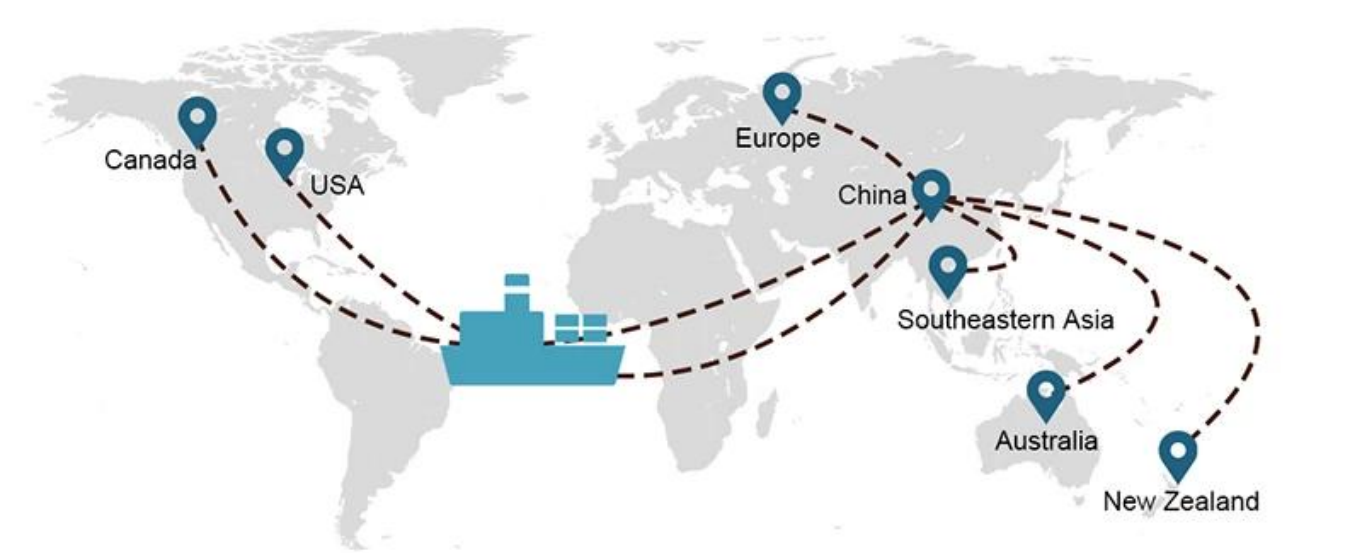 Canada
USA
Europe
China
Southeastern Asia
Australia
New Zealand